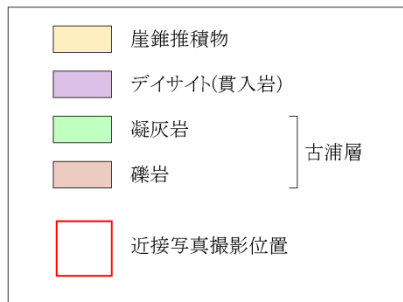 崖錐推積物
デイサイト(貫入岩)
凝灰岩
古浦層
礫岩
近接写真撮影位置